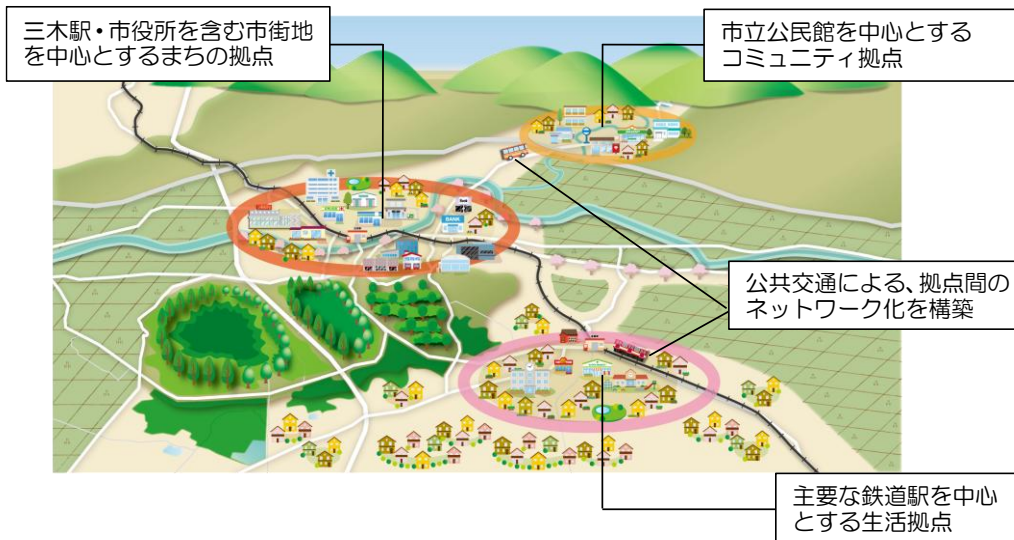 三木駅・市役所を含む市街地
を中心とするまちの拠点
市立公民館を中心とする
コミュニティ拠点
公共交通による、拠点間の
ネットワーク化を構築
主要な鉄道駅を中心
とする生活拠点
BANK